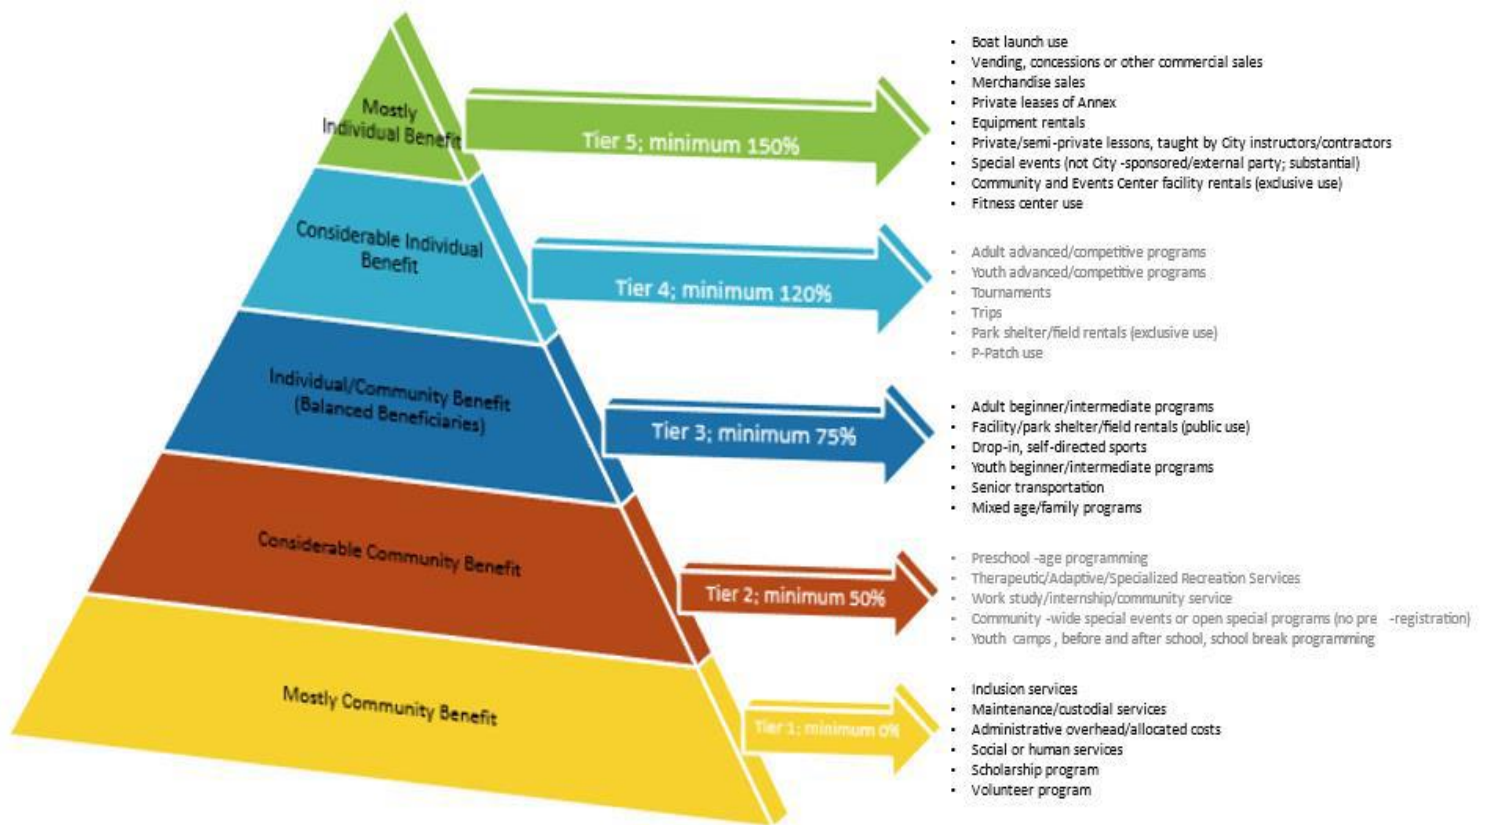 Mostly
Individual Benefit
Tier 5; minimum 150%
• Boat launch use
• Vending, concessions or other commercial sales
• Merchandise sales
• Private leases of Annex
• Equipment rentals
• Private/semi-private lessons, taught by City instructors/contractors
• Special events (not City -sponsored/external party; substantial)
• Community and Events Center facility rentals (exclusive use)
• Fitness center use
Considerable Individual
Benefit
Tier 4; minimum 120%
• Adult advanced/competitive programs
• Youth advanced/competitive programs
• Tournaments
• Trips
• Park shelter/field rentals (exclusive use)
• P-Patch use
Individual/Community Benefit
(Balanced Beneficiaries)
Tier 3; minimum 75%
• Adult beginner/intermediate programs
• Facility/park shelter/field rentals (public use)
• Drop-in, self-directed sports
• Youth beginner/intermediate programs
• Senior transportation
• Mixed age/family programs
Considerable Community Benefit
Tier 2; minimum 50%
• Preschool -age programming
• Therapeutic/Adaptive/Specialized Recreation Services
• Work study/internship/community service
• Community -wide special events or open special programs (no pre -registration)
• Youth camps , before and after school, school break programming
Mostly Community Benefit
Tier 1; minimum 0%
• Inclusion services
• Maintenance/custodial services
• Administrative overhead/allocated costs
• Social or human services
• Scholarship program
• Volunteer program